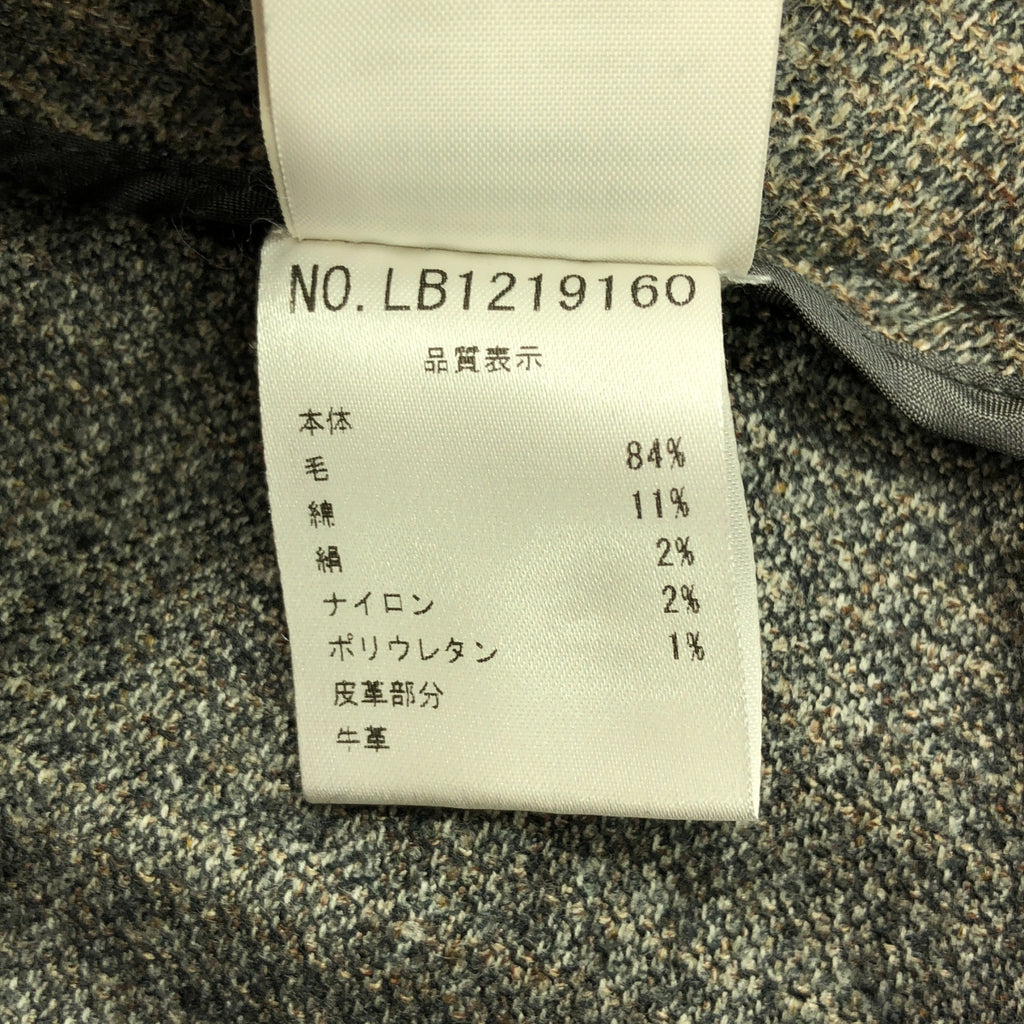 NO. LB1219160
品質表示
本体
毛 84%
綿 11%
絹 2%
ナイロン 2%
ポリウレタン 1%
皮革部分
牛革